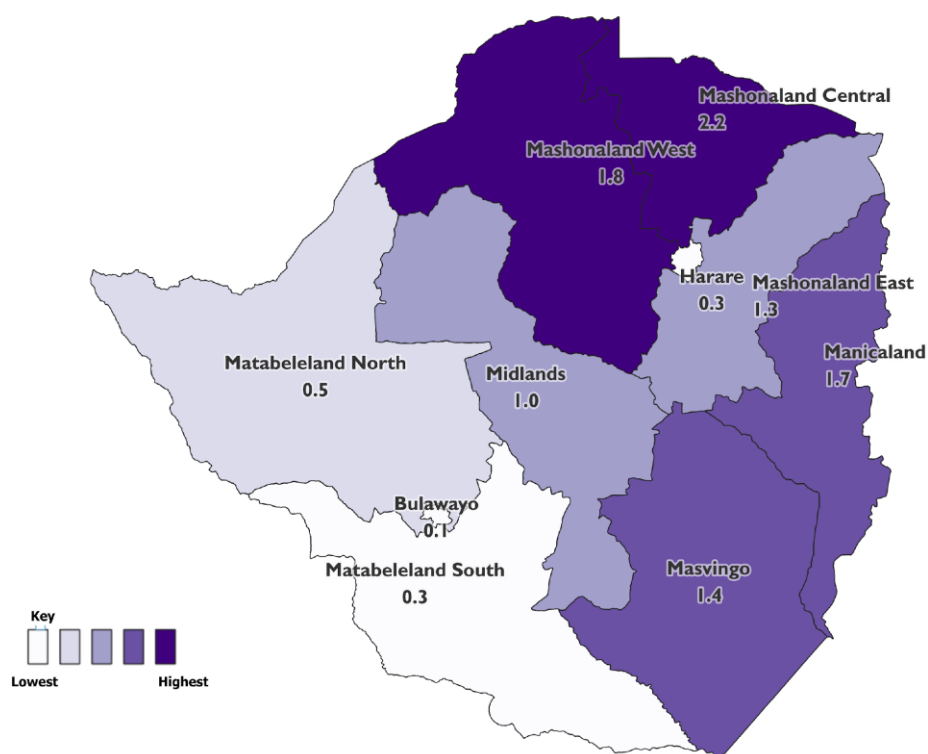 Mashonaland Central
2.2
Mashonaland West
1.8
Harare
0.3
Mashonaland East
1.3
Manicaland
1.7
Matabeleland North
0.5
Midlands
1.0
Bulawayo
0.1
Matabeleland South
0.3
Masvingo
1.4
Key
Lowest
Highest